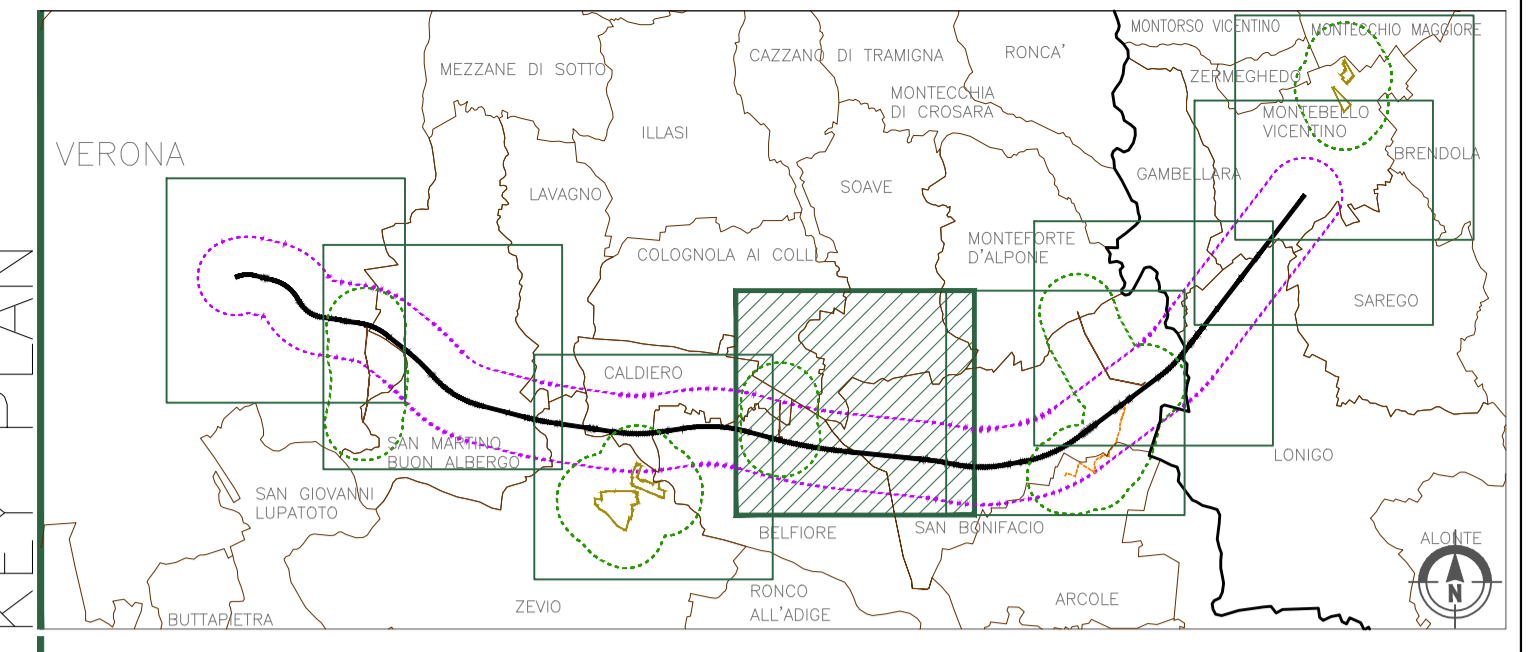 KEY PLAN
MONTORSO VICENTINO
MONTECCHIO MAGGIORE
RONCA'
CAZZANO DI TRAMIGNA
MEZZANE DI SOTTO
ZERMEGHEDO
MONTECCHIA
DI CROSARA
MONTEBELLO
VICENTINO
ILLASI
VERONA
BRENDOLA
GAMBELLARA
SOAVE
LAVAGNO
MONTEFORTE
D'ALPONE
COLOGNOLA AI COLLI
SAREGO
CALDIERO
SAN MARTINO
BUON ALBERGO
LONIGO
SAN GIOVANNI
LUPATOTO
BELFIORE
SAN BONIFACIO
ALONTE
N
RONCO
ALL'ADIGE
ARCOLE
ZEVIO
BUTTAPIETRA